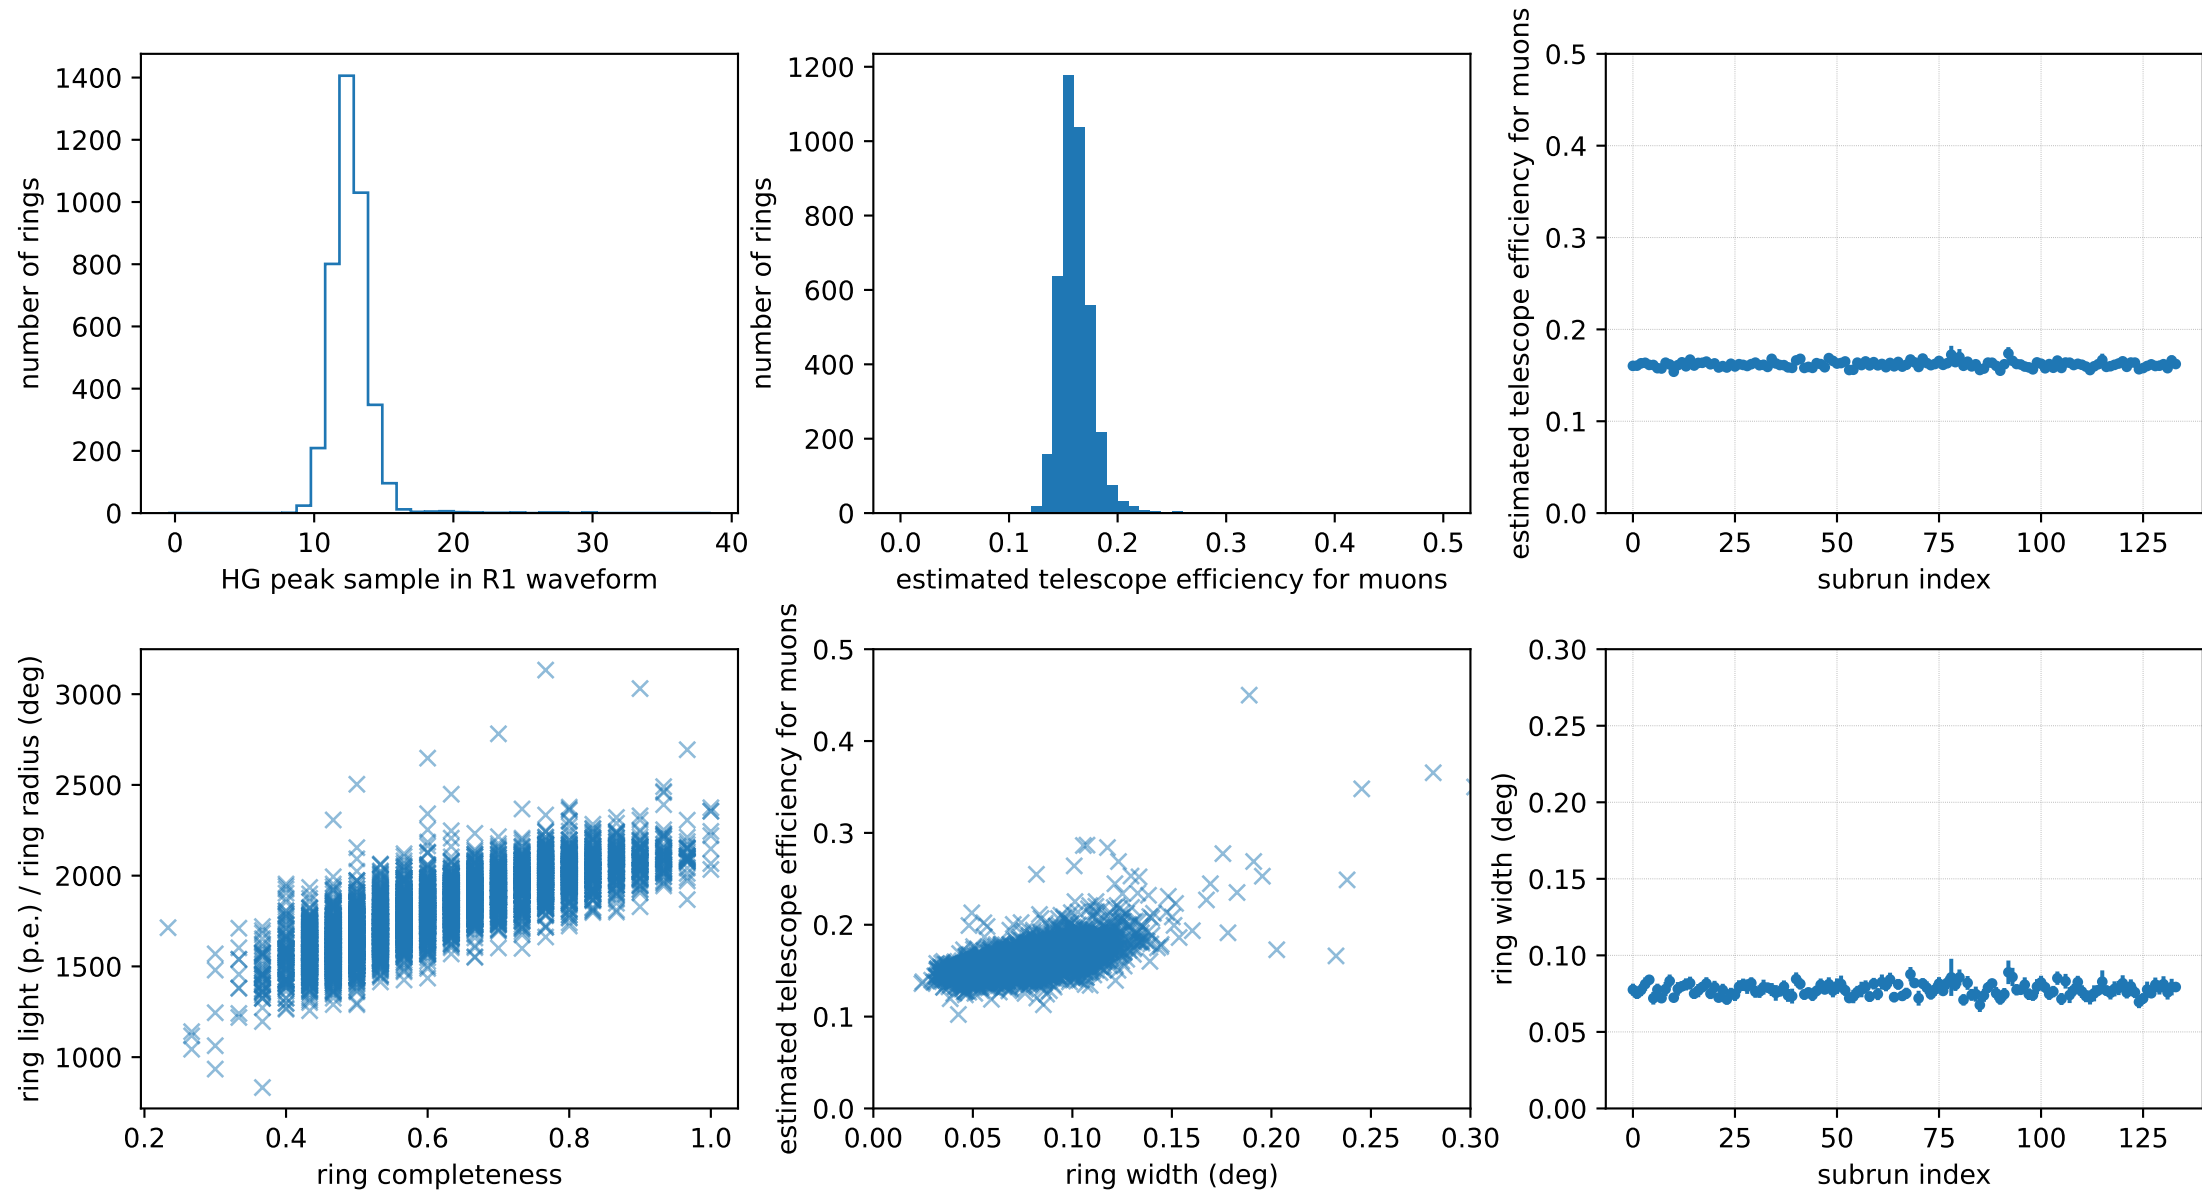 number of rings
1400
1200
1000
800
600
400
200
0
0 10 20 30 40
HG peak sample in R1 waveform
number of rings
1200
1000
800
600
400
200
0
0.0 0.1 0.2 0.3 0.4 0.5
estimated telescope efficiency for muons
estimated telescope efficiency for muons
0.5
0.4
0.3
0.2
0.1
0.0
0 25 50 75 100 125
subrun index
ring light (p.e.) / ring radius (deg)
3000
2500
2000
1500
1000
0.2 0.4 0.6 0.8 1.0
ring completeness
estimated telescope efficiency for muons
0.5
0.4
0.3
0.2
0.1
0.0
0.00 0.05 0.10 0.15 0.20 0.25 0.30
ring width (deg)
ring width (deg)
0.30
0.25
0.20
0.15
0.10
0.05
0.00
0 25 50 75 100 125
subrun index